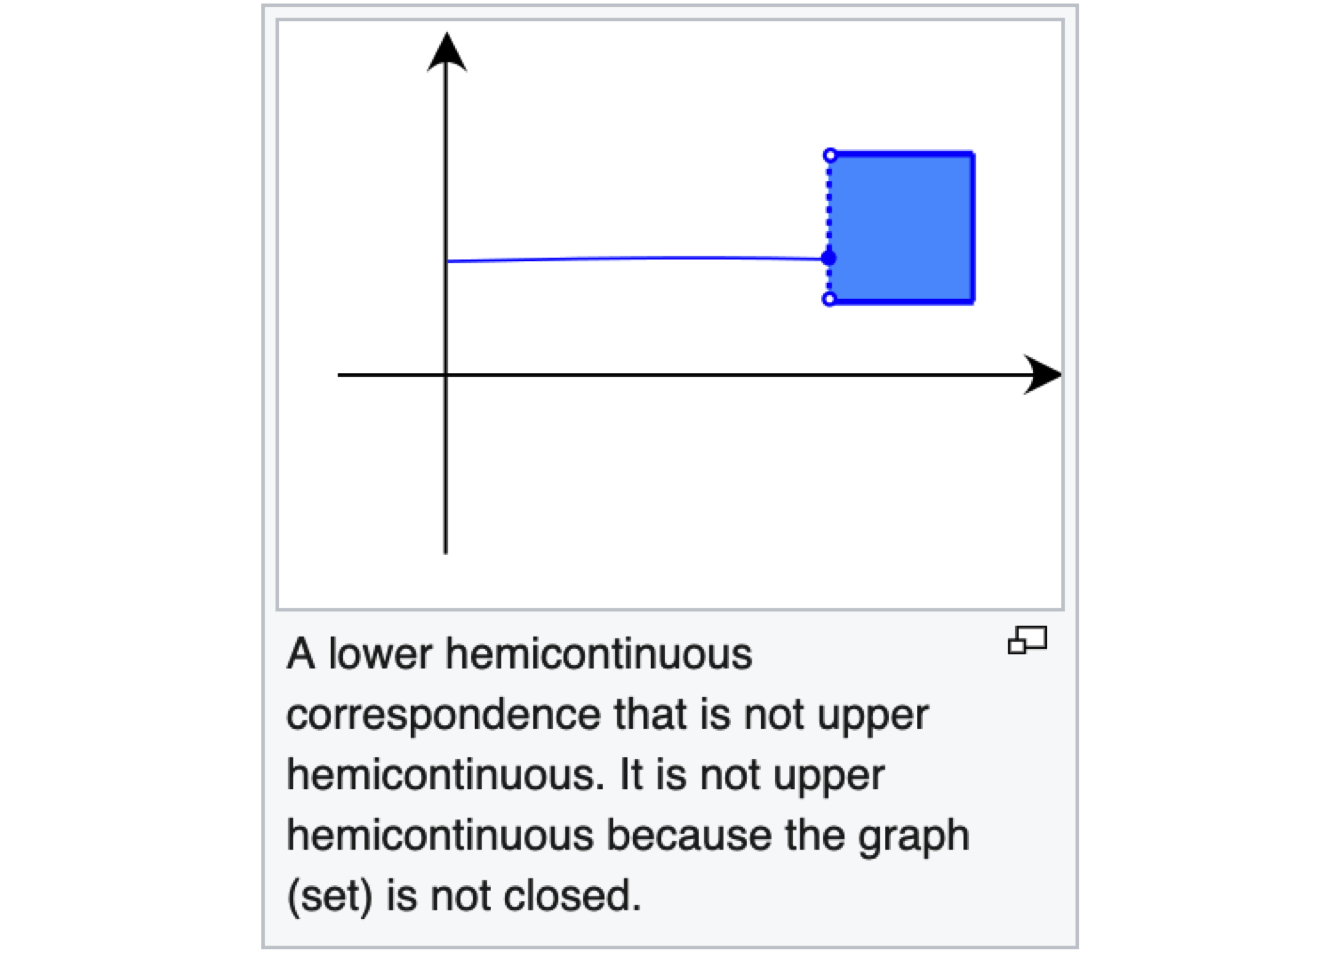 A lower hemicontinuous
correspondence that is not upper
hemicontinuous. It is not upper
hemicontinuous because the graph
(set) is not closed.